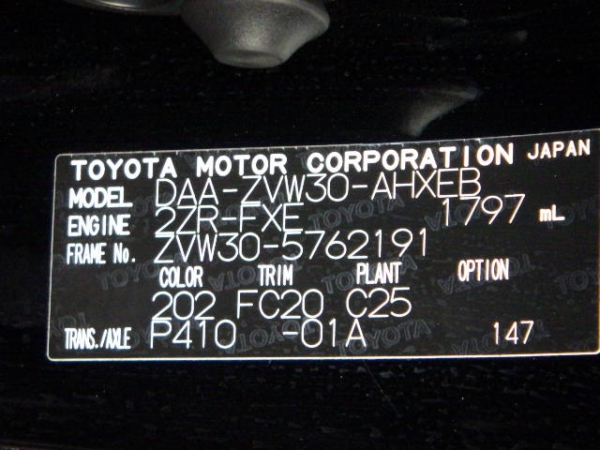 TOYOTA MOTOR CORPORATION JAPAN
MODEL DAA-ZVW30-AHXEB
ENGINE 2ZR-FXE 1797 mL
FRAME No. ZVW30-5762191
COLOR TRIM PLANT OPTION
202 FC20 C25
TRANS./AXLE P410 -01A 147